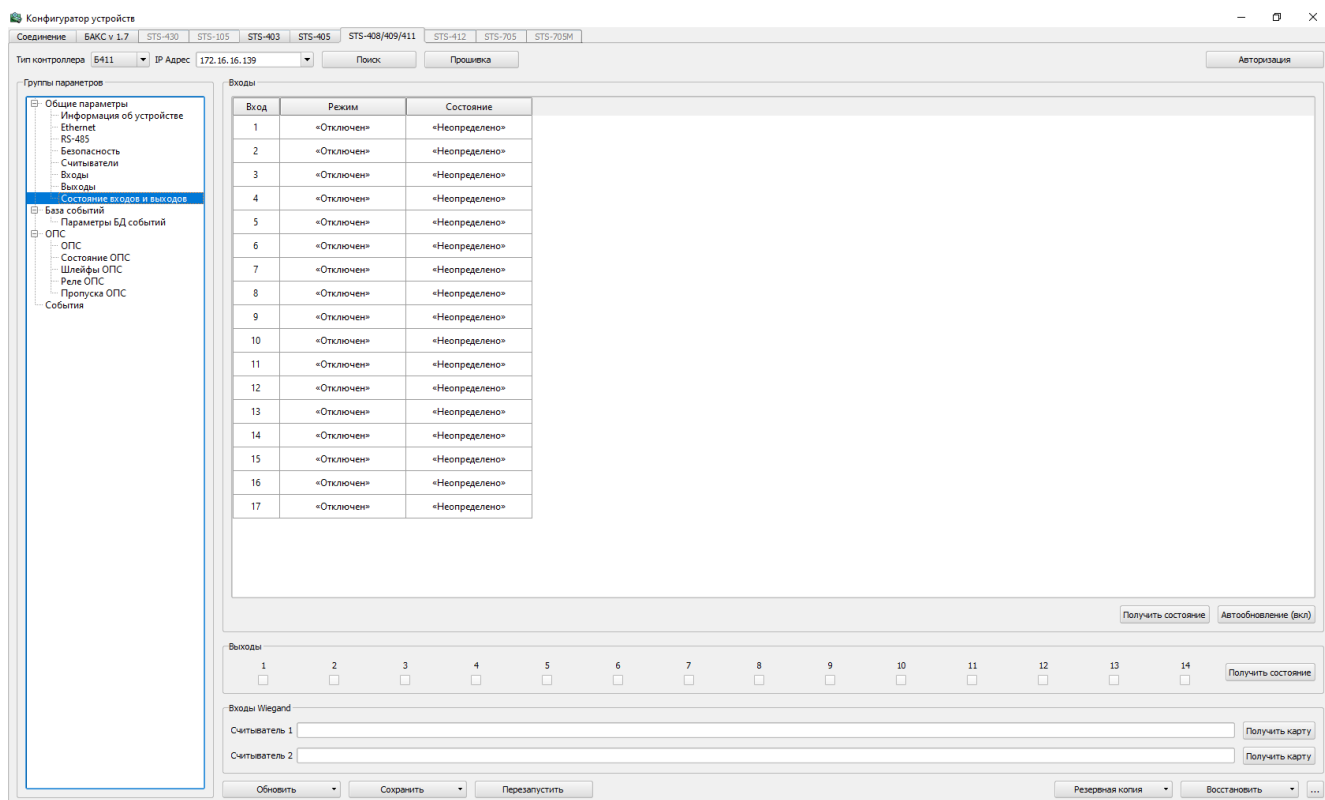 Конфигуратор устройств
Соединение БАКС v 1.7 STS-430 STS-105 STS-403 STS-405 STS-408/409/411 STS-412 STS-705 STS-705M
Тип контроллера Б411 IP Адрес 172.16.16.139 Поиск Прошивка Авторизация
Группы параметров
Общие параметры
Информация об устройстве
Ethernet
RS-485
Безопасность
Считыватели
Входы
Выходы
Состояние входов и выходов
База событий
Параметры БД событий
ОПС
ОПС
Состояние ОПС
Шлейфы ОПС
Реле ОПС
Пропуска ОПС
События
Входы
Вход Режим Состояние
1 «Отключен» «Неопределено»
2 «Отключен» «Неопределено»
3 «Отключен» «Неопределено»
4 «Отключен» «Неопределено»
5 «Отключен» «Неопределено»
6 «Отключен» «Неопределено»
7 «Отключен» «Неопределено»
8 «Отключен» «Неопределено»
9 «Отключен» «Неопределено»
10 «Отключен» «Неопределено»
11 «Отключен» «Неопределено»
12 «Отключен» «Неопределено»
13 «Отключен» «Неопределено»
14 «Отключен» «Неопределено»
15 «Отключен» «Неопределено»
16 «Отключен» «Неопределено»
17 «Отключен» «Неопределено»
Получить состояние Автообновление (вкл)
Выходы
1 2 3 4 5 6 7 8 9 10 11 12 13 14
Получить состояние
Входы Wiegand
Считыватель 1 Получить карту
Считыватель 2 Получить карту
Обновить Сохранить Перезапустить Резервная копия Восстановить ...